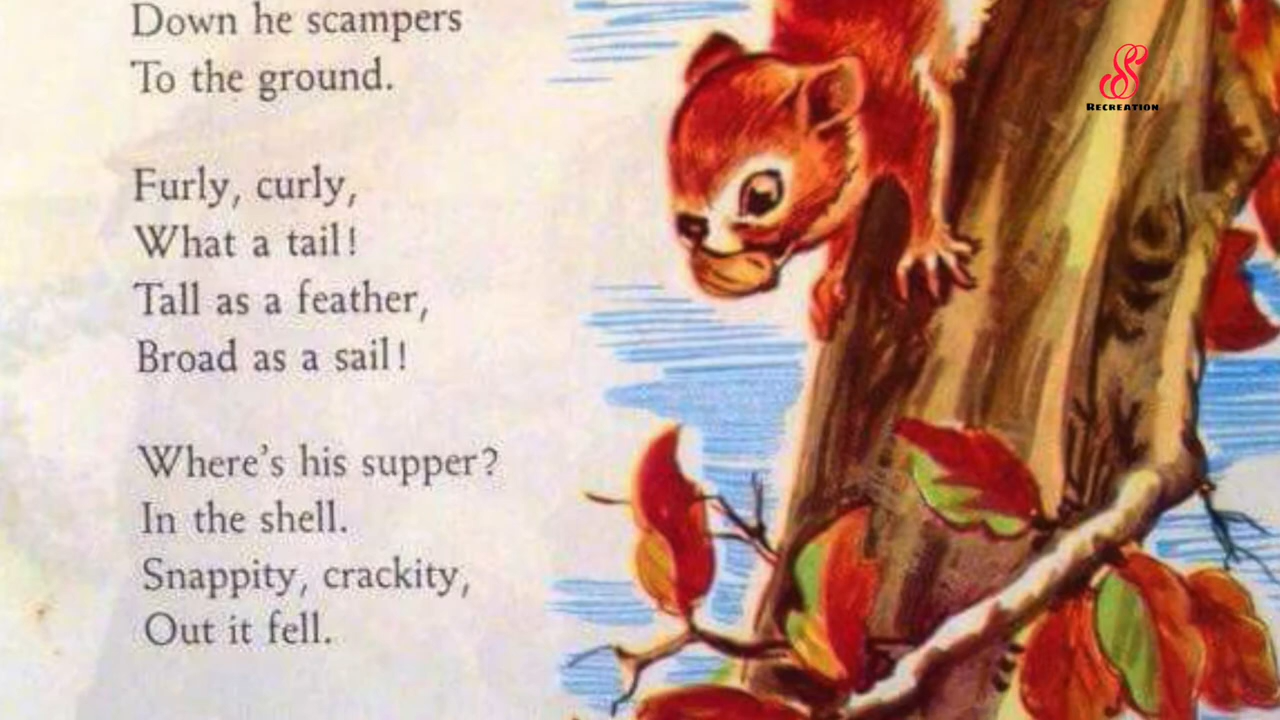 Down he scampers
To the ground.
Furly, curly,
What a tail!
Tall as a feather,
Broad as a sail!
Where's his supper?
In the shell.
Snappity, crackity,
Out it fell.
S
RECREATION